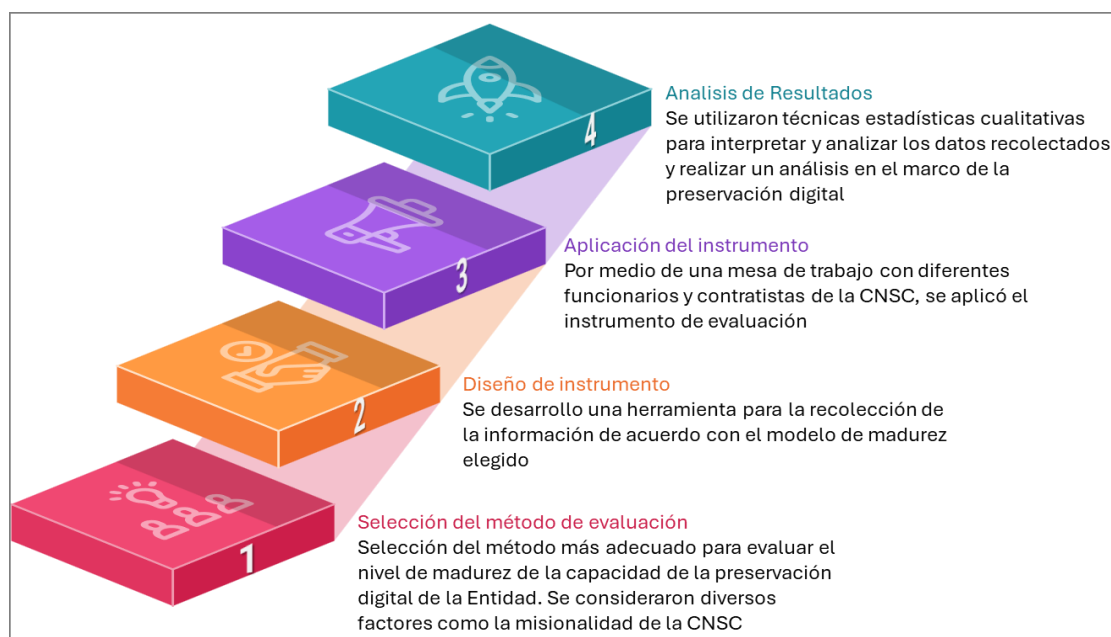 4
Analisis de Resultados
Se utilizaron técnicas estadísticas cualitativas
para interpretar y analizar los datos recolectados
y realizar un análisis en el marco de la
preservación digital
3
Aplicación del instrumento
Por medio de una mesa de trabajo con diferentes
funcionarios y contratistas de la CNSC, se aplicó el
instrumento de evaluación
2
Diseño de instrumento
Se desarrollo una herramienta para la recolección de
la información de acuerdo con el modelo de madurez
elegido
1
Selección del método de evaluación
Selección del método más adecuado para evaluar el
nivel de madurez de la capacidad de la preservación
digital de la Entidad. Se consideraron diversos
factores como la misionalidad de la CNSC